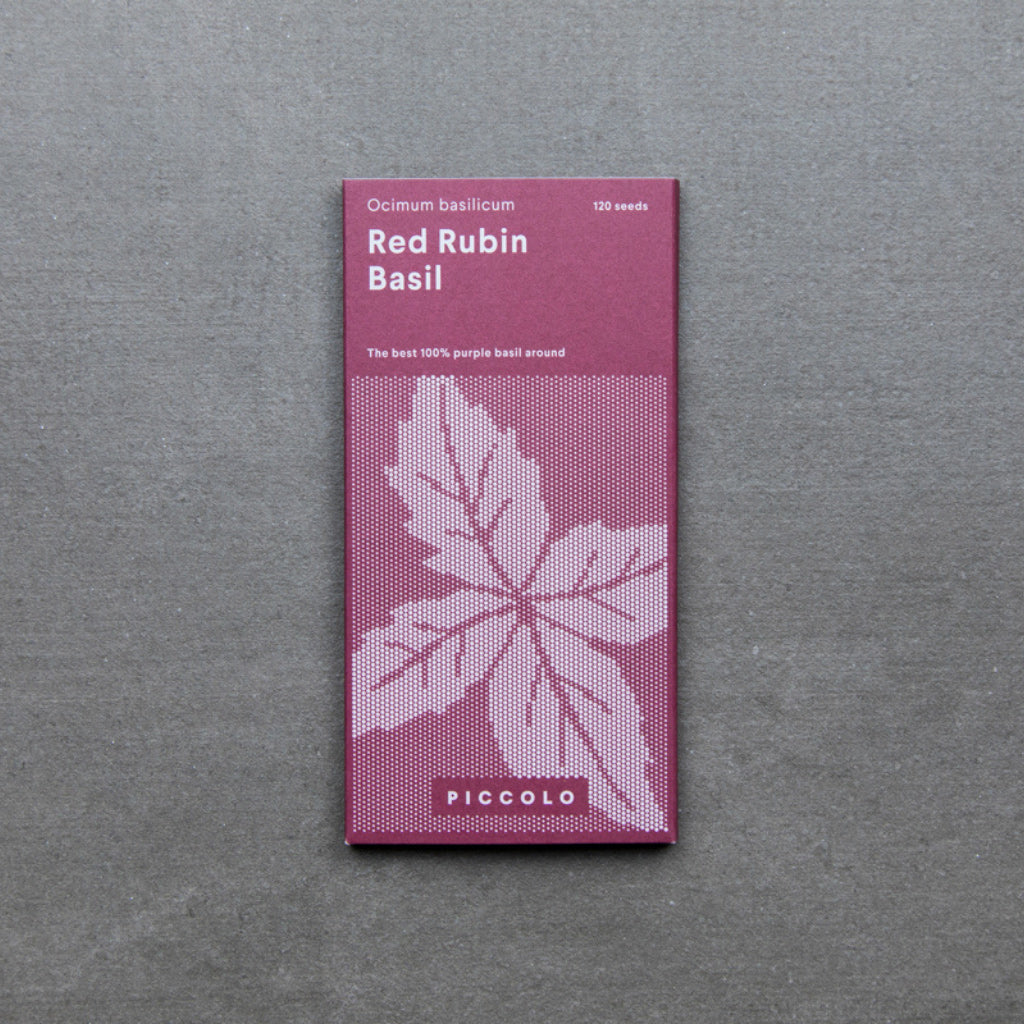 Ocimum basilicum
120 seeds
Red Rubin
Basil
The best 100% purple basil around
PICCOLO